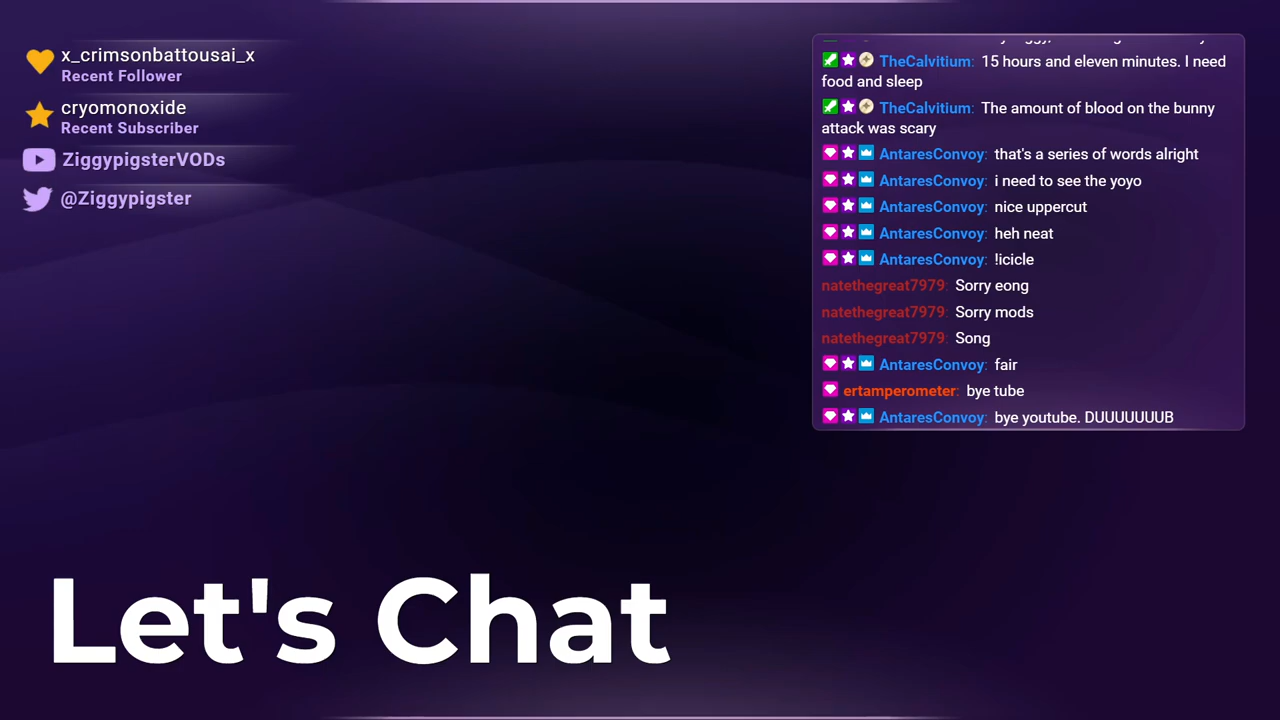 x_crimsonbattousai_x
Recent Follower
cryomonoxide
Recent Subscriber
ZiggypigsterVODs
@Ziggypigster
TheCalvitium: 15 hours and eleven minutes. I need
food and sleep
TheCalvitium: The amount of blood on the bunny
attack was scary
AntaresConvoy: that's a series of words alright
AntaresConvoy: i need to see the yoyo
AntaresConvoy: nice uppercut
AntaresConvoy: heh neat
AntaresConvoy: !icicle
natethegreat7979: Sorry eong
natethegreat7979: Sorry mods
natethegreat7979: Song
AntaresConvoy: fair
ertamperometer: bye tube
AntaresConvoy: bye youtube. DUUUUUUUB
Let's Chat